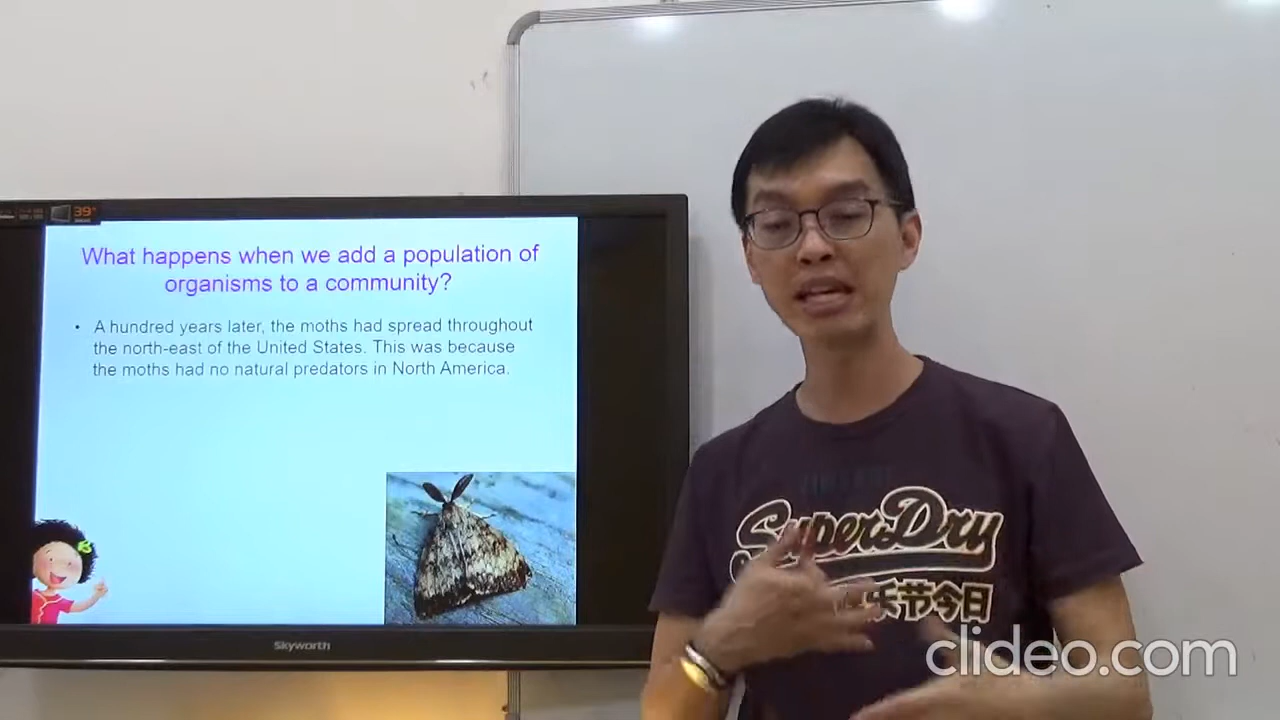 39°
What happens when we add a population of
organisms to a community?
• A hundred years later, the moths had spread throughout
the north-east of the United States. This was because
the moths had no natural predators in North America.
Skyworth
SuperDry
乐节今日
clideo.com